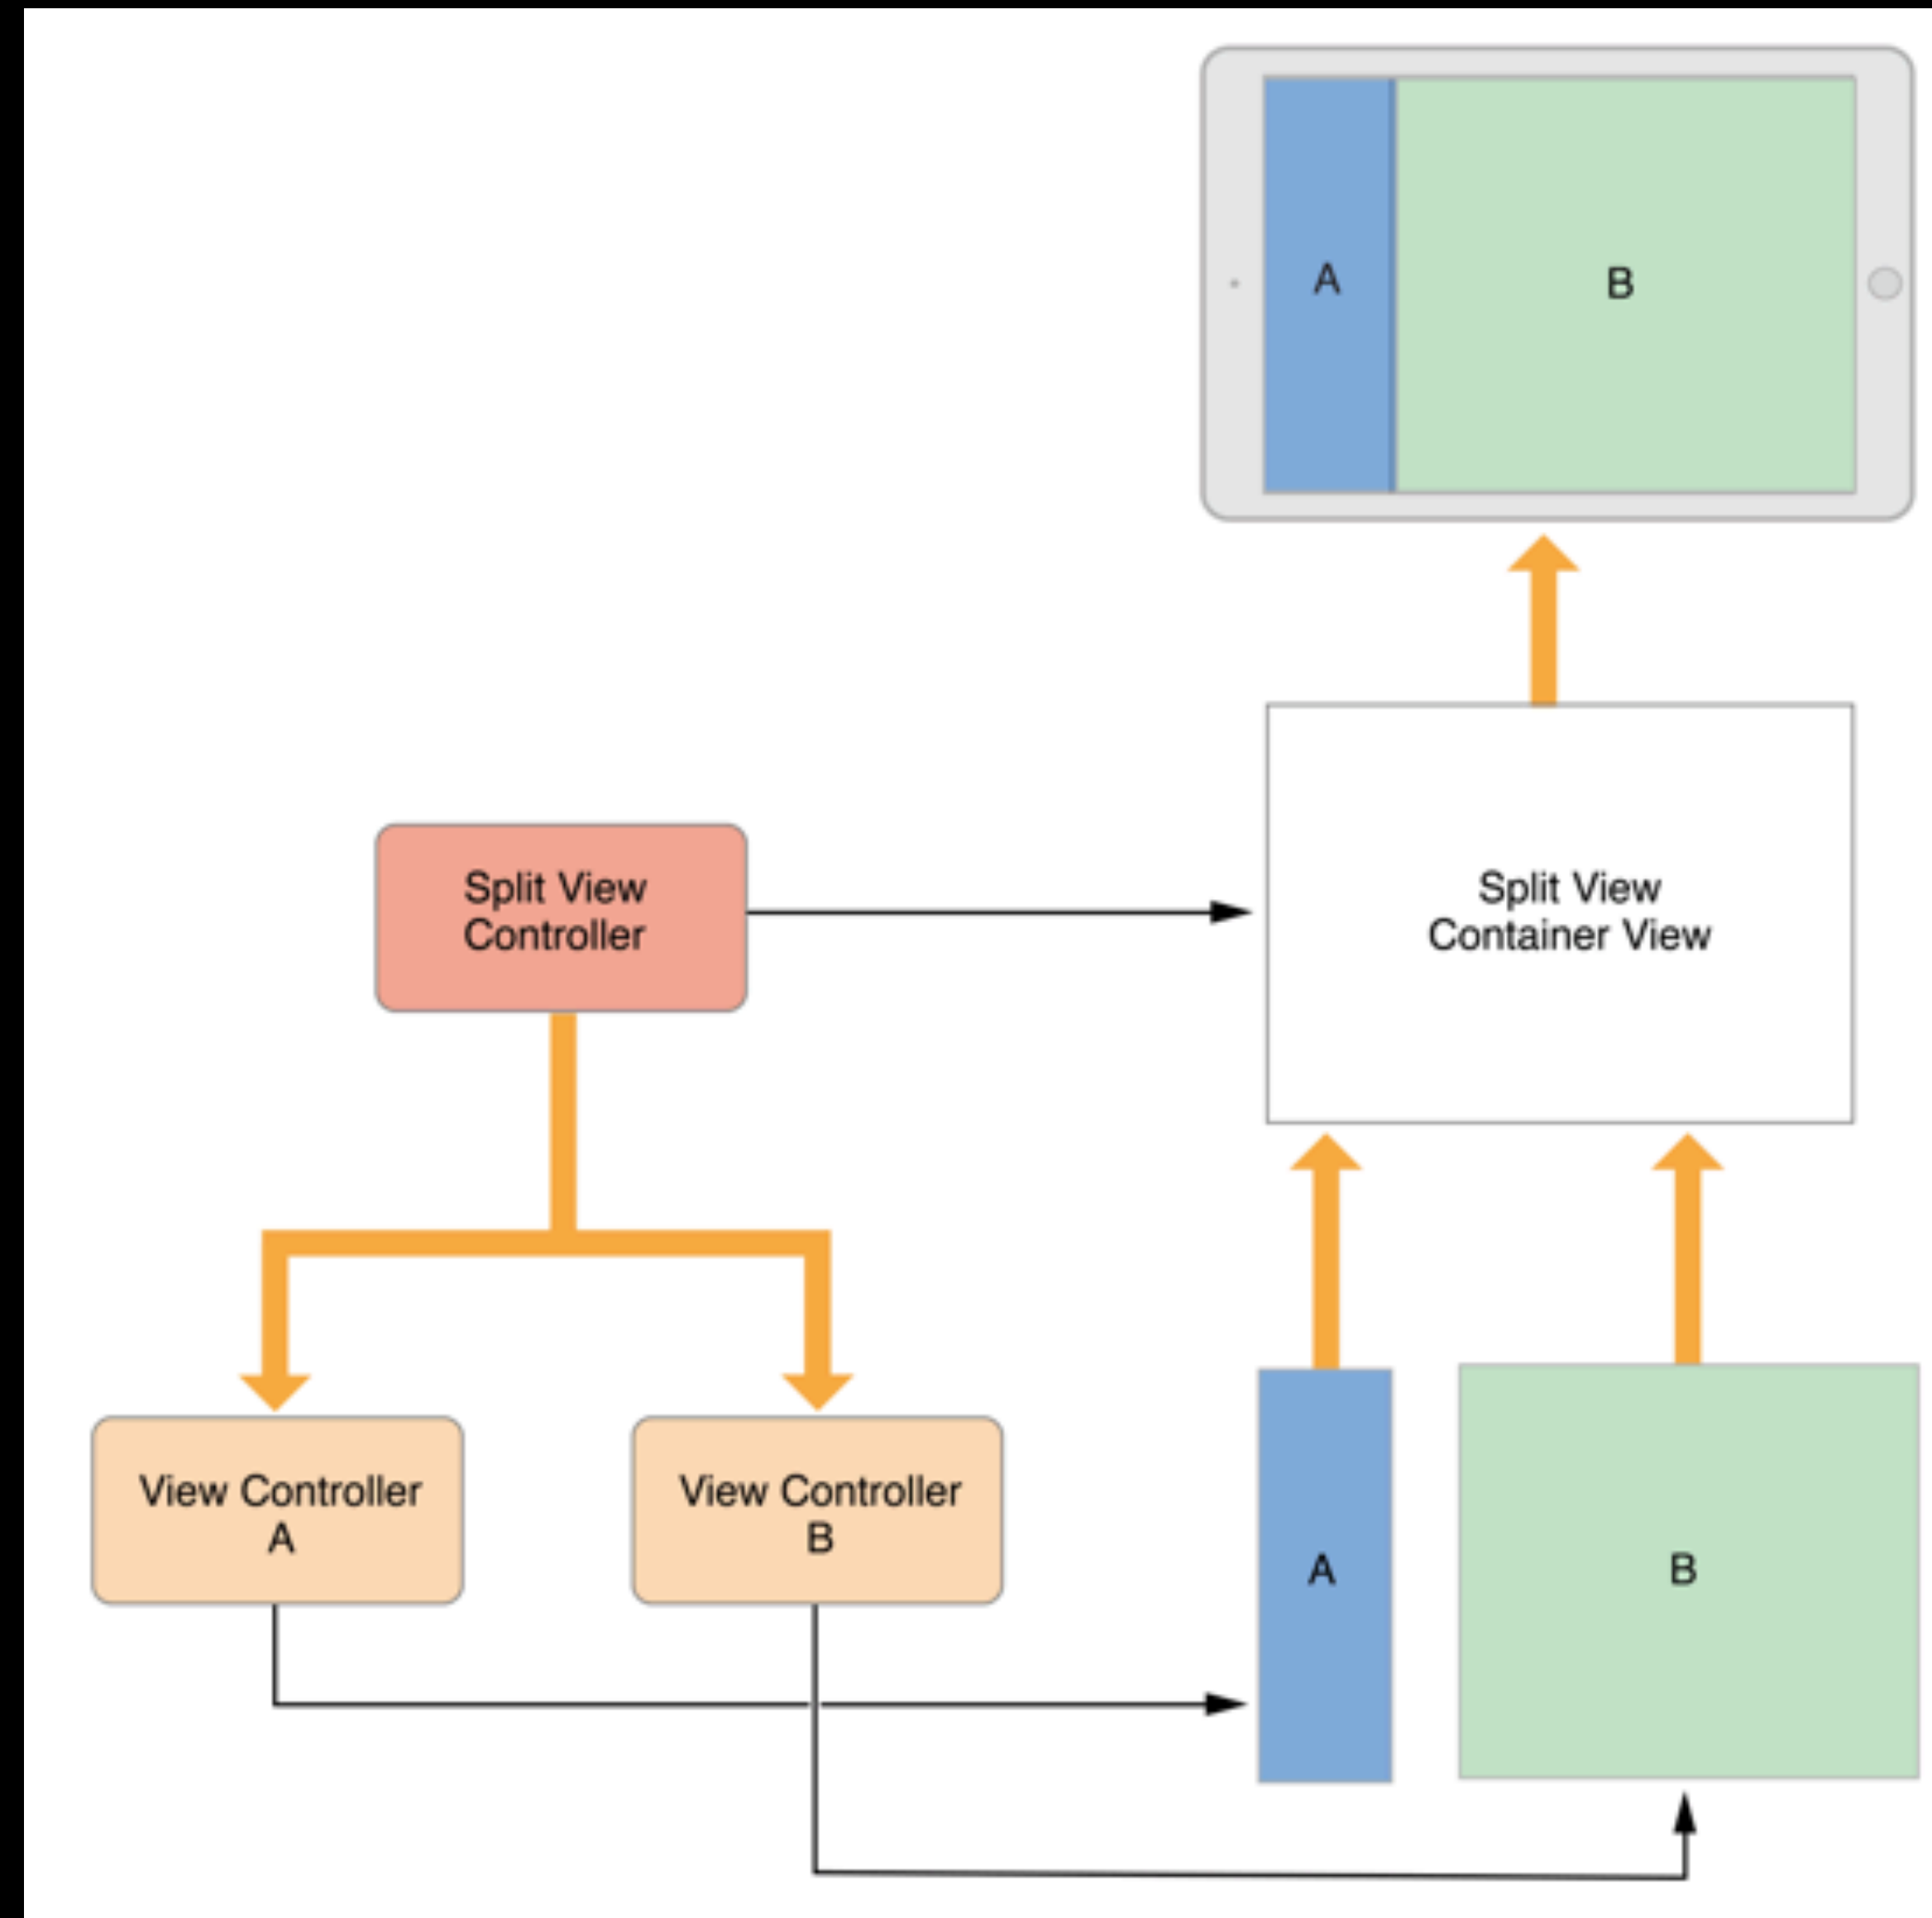 A
B
Split View
Controller
Split View
Container View
View Controller
A
View Controller
B
A
B